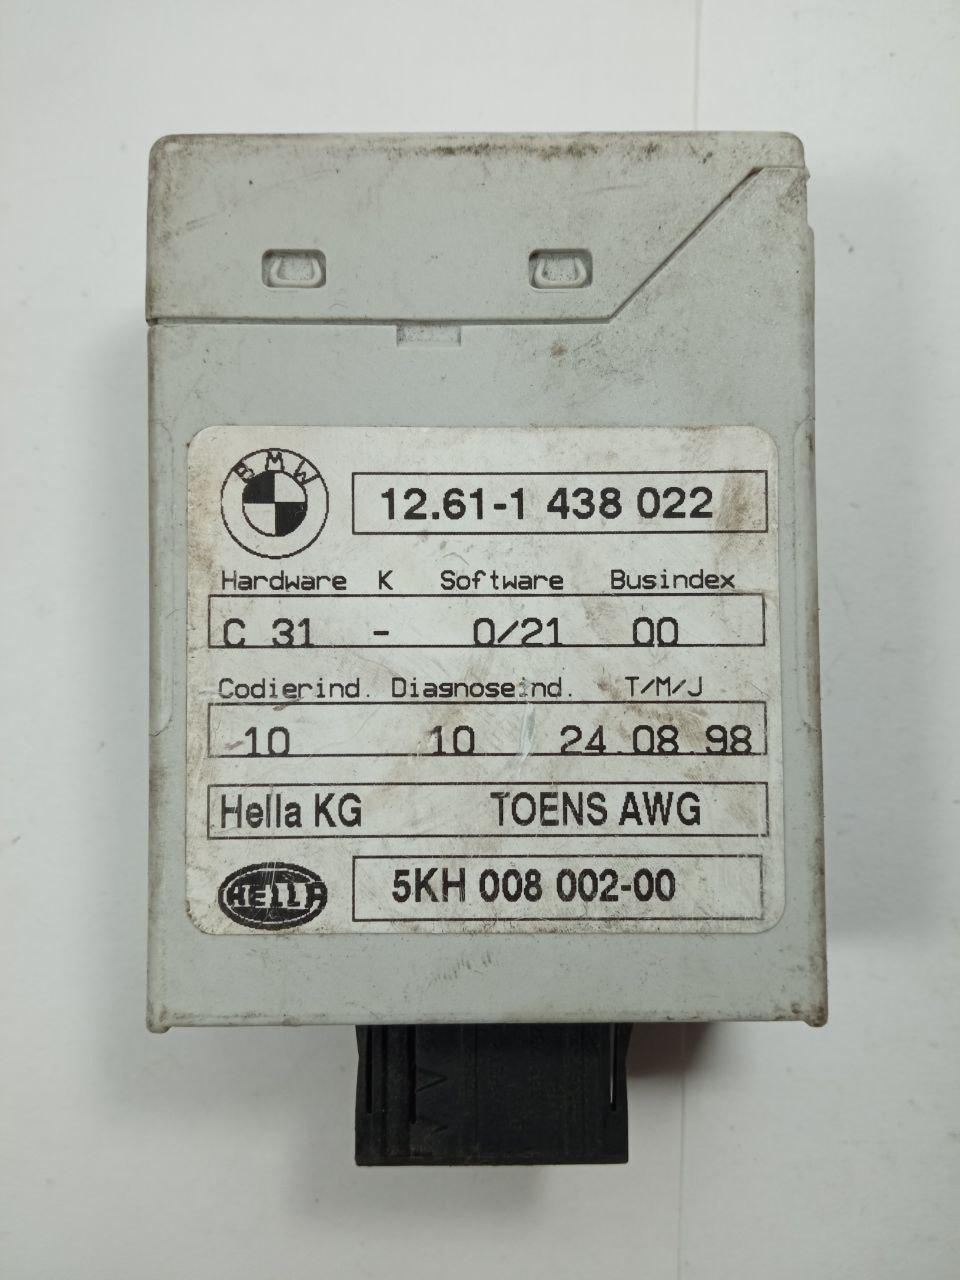 BMW
12.61-1 438 022
Hardware K Software Busindex
C 31 - 0/21 00
Codierind. Diagnoseind. T/M/J
10 10 24.08.98
Hella KG TOENS AWG
HELLA
5KH 008 002-00